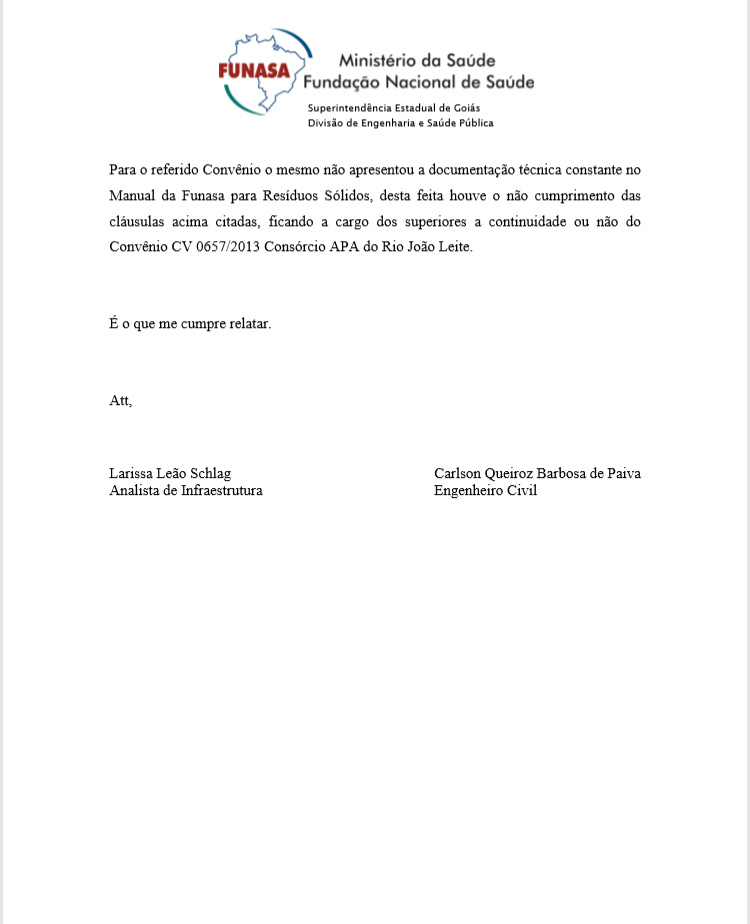 FUNASA
Ministério da Saúde
Fundação Nacional de Saúde
Superintendência Estadual de Goiás
Divisão de Engenharia e Saúde Pública
Para o referido Convênio o mesmo não apresentou a documentação técnica constante no
Manual da Funasa para Resíduos Sólidos, desta feita houve o não cumprimento das
cláusulas acima citadas, ficando a cargo dos superiores a continuidade ou não do
Convênio CV 0657/2013 Consórcio APA do Rio João Leite.
É o que me cumpre relatar.
Att,
Larissa Leão Schlag
Analista de Infraestrutura
Carlson Queiroz Barbosa de Paiva
Engenheiro Civil